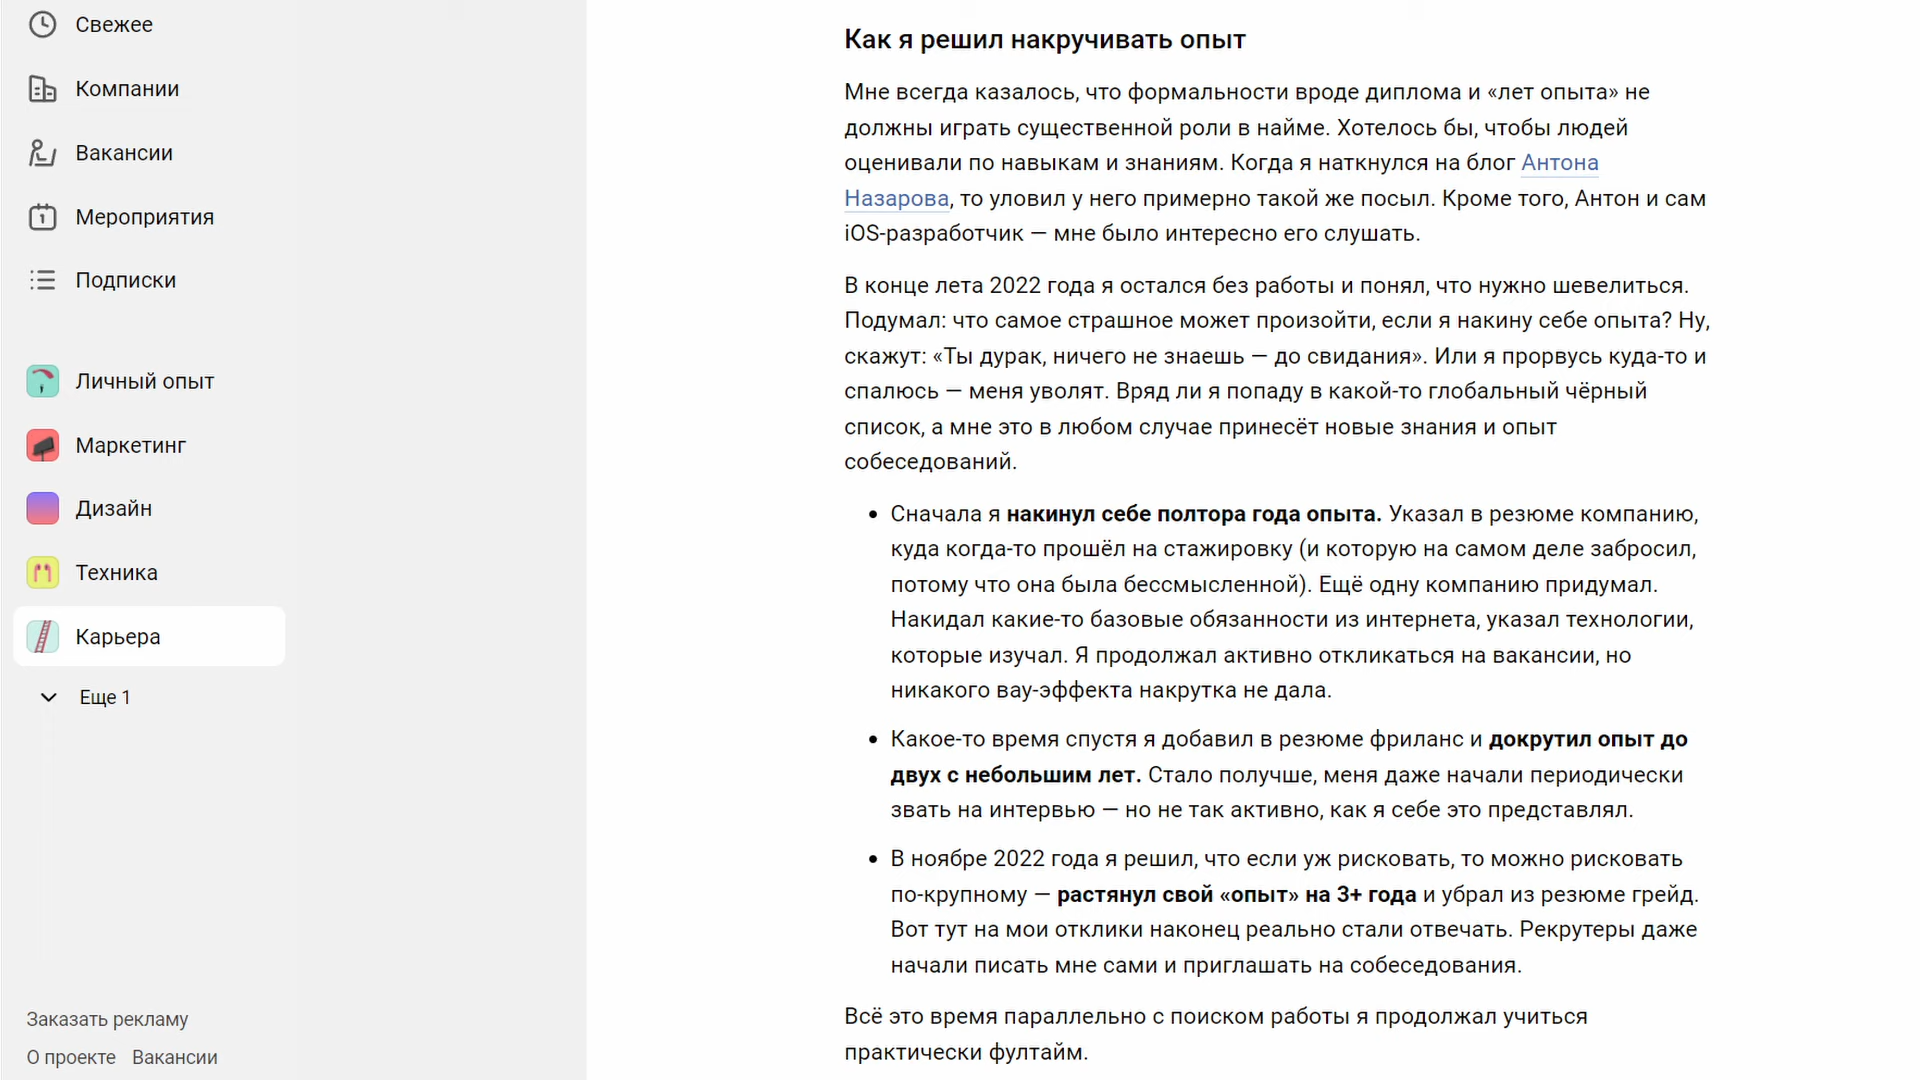 Свежее
Компании
Вакансии
Мероприятия
Подписки
Личный опыт
Маркетинг
Дизайн
Техника
Карьера
Еще 1
Заказать рекламу
О проекте Вакансии
Как я решил накручивать опыт
Мне всегда казалось, что формальности вроде диплома и «лет опыта» не
должны играть существенной роли в найме. Хотелось бы, чтобы людей
оценивали по навыкам и знаниям. Когда я наткнулся на блог Антона
Назарова, то уловил у него примерно такой же посыл. Кроме того, Антон и сам
iOS-разработчик — мне было интересно его слушать.
В конце лета 2022 года я остался без работы и понял, что нужно шевелиться.
Подумал: что самое страшное может произойти, если я накину себе опыта? Ну,
скажут: «Ты дурак, ничего не знаешь — до свидания». Или я прорвусь куда-то и
спалюсь — меня уволят. Вряд ли я попаду в какой-то глобальный чёрный
список, а мне это в любом случае принесёт новые знания и опыт
собеседований.
• Сначала я накинул себе полтора года опыта. Указал в резюме компанию,
куда когда-то прошёл на стажировку (и которую на самом деле забросил,
потому что она была бессмысленной). Ещё одну компанию придумал.
Накидал какие-то базовые обязанности из интернета, указал технологии,
которые изучал. Я продолжал активно откликаться на вакансии, но
никакого вау-эффекта накрутка не дала.
• Какое-то время спустя я добавил в резюме фриланс и докрутил опыт до
двух с небольшим лет. Стало получше, меня даже начали периодически
звать на интервью — но не так активно, как я себе это представлял.
• В ноябре 2022 года я решил, что если уж рисковать, то можно рисковать
по-крупному — растянул свой «опыт» на 3+ года и убрал из резюме грейд.
Вот тут на мои отклики наконец реально стали отвечать. Рекрутеры даже
начали писать мне сами и приглашать на собеседования.
Всё это время параллельно с поиском работы я продолжал учиться
практически фултайм.